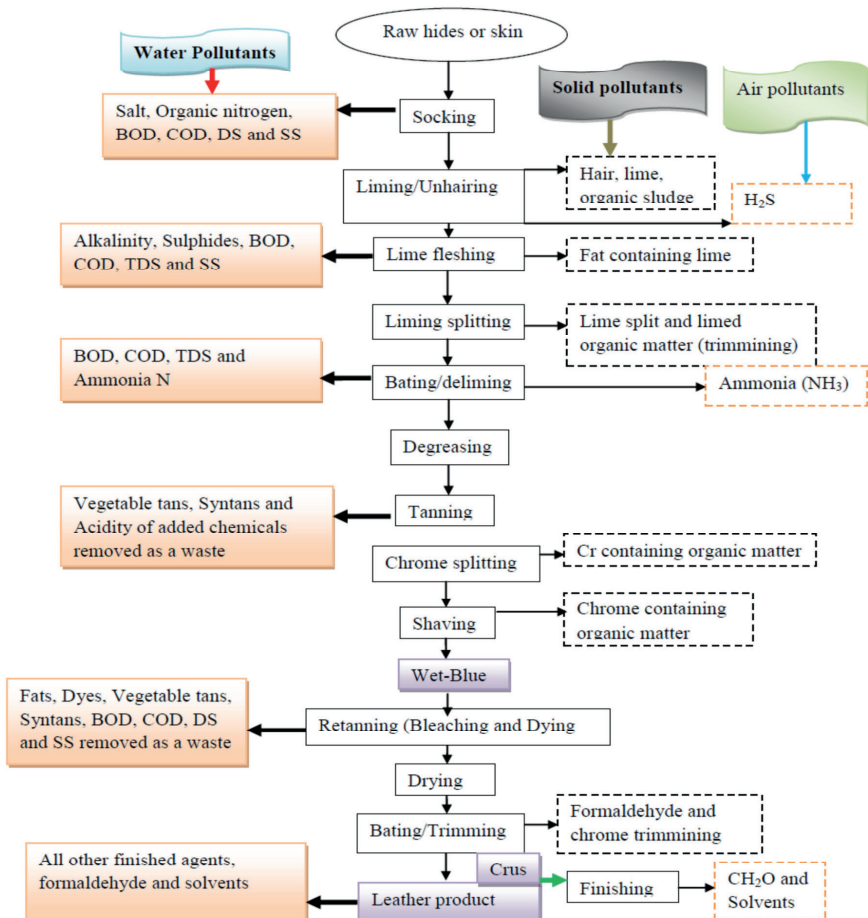 Raw hides or skin
Water Pollutants
Solid pollutants
Air pollutants
Salt, Organic nitrogen,
BOD, COD, DS and SS
Socking
Liming/Unhairing
Hair, lime,
organic sludge
H₂S
Alkalinity, Sulphides, BOD,
COD, TDS and SS
Lime fleshing
Fat containing lime
Liming splitting
Lime split and limed
organic matter (trimmining)
BOD, COD, TDS and
Ammonia N
Bating/deliming
Ammonia (NH₃)
Degreasing
Vegetable tans, Syntans and
Acidity of added chemicals
removed as a waste
Tanning
Chrome splitting
Cr containing organic matter
Shaving
Chrome containing
organic matter
Wet-Blue
Fats, Dyes, Vegetable tans,
Syntans, BOD, COD, DS
and SS removed as a waste
Retanning (Bleaching and Dying
Drying
Bating/Trimming
Formaldehyde and
chrome trimmining
All other finished agents,
formaldehyde and solvents
Crus
Leather product
Finishing
CH₂O and
Solvents